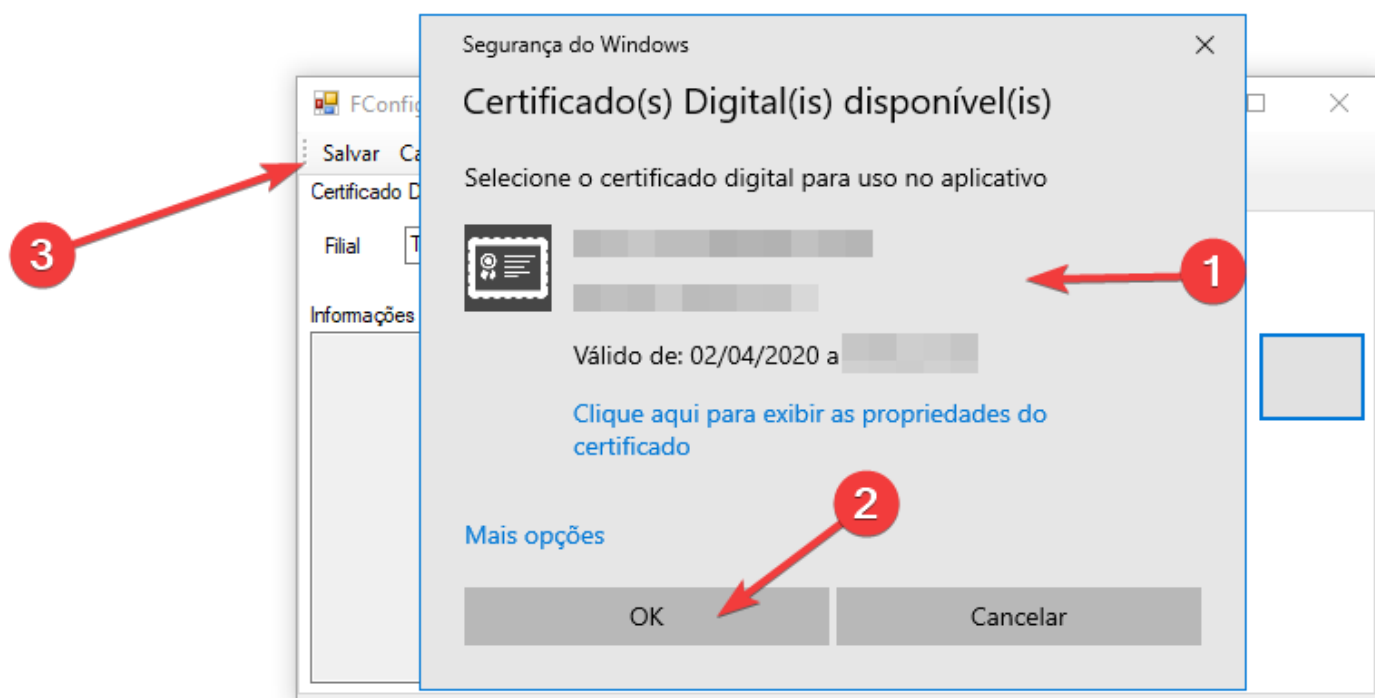 Segurança do Windows
Certificado(s) Digital(is) disponível(is)
Selecione o certificado digital para uso no aplicativo
Válido de: 02/04/2020 a
Clique aqui para exibir as propriedades do
certificado
Mais opções
OK Cancelar
Salvar
Certificado
Filial
Informações
1
2
3